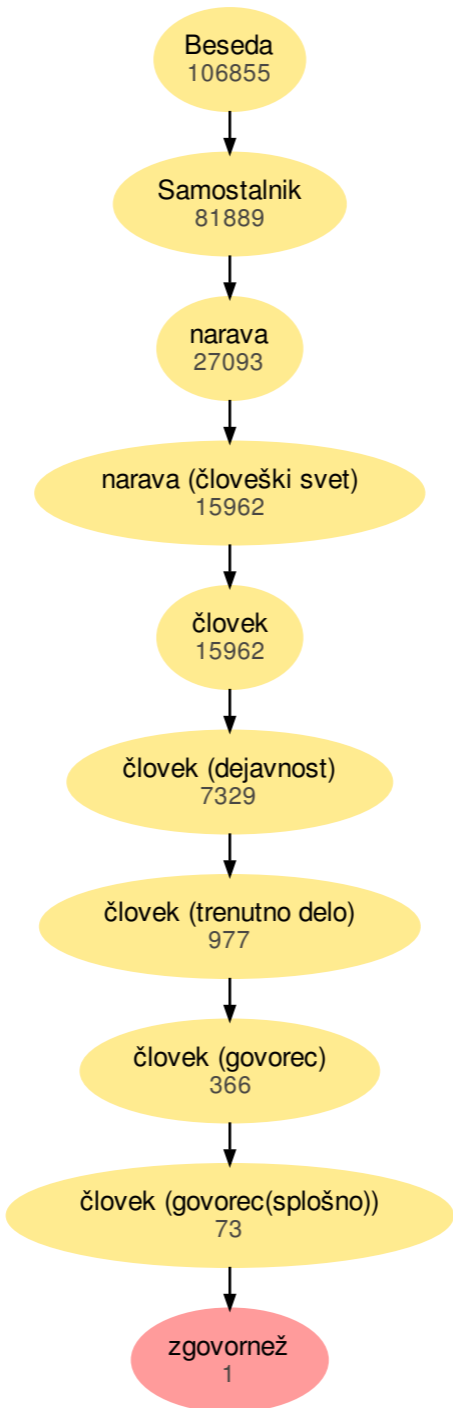 Beseda
106855
Samostalnik
81889
narava
27093
narava (človeški svet)
15962
človek
15962
človek (dejavnost)
7329
človek (trenutno delo)
977
človek (govorec)
366
človek (govorec(splošno))
73
zgovornež
1